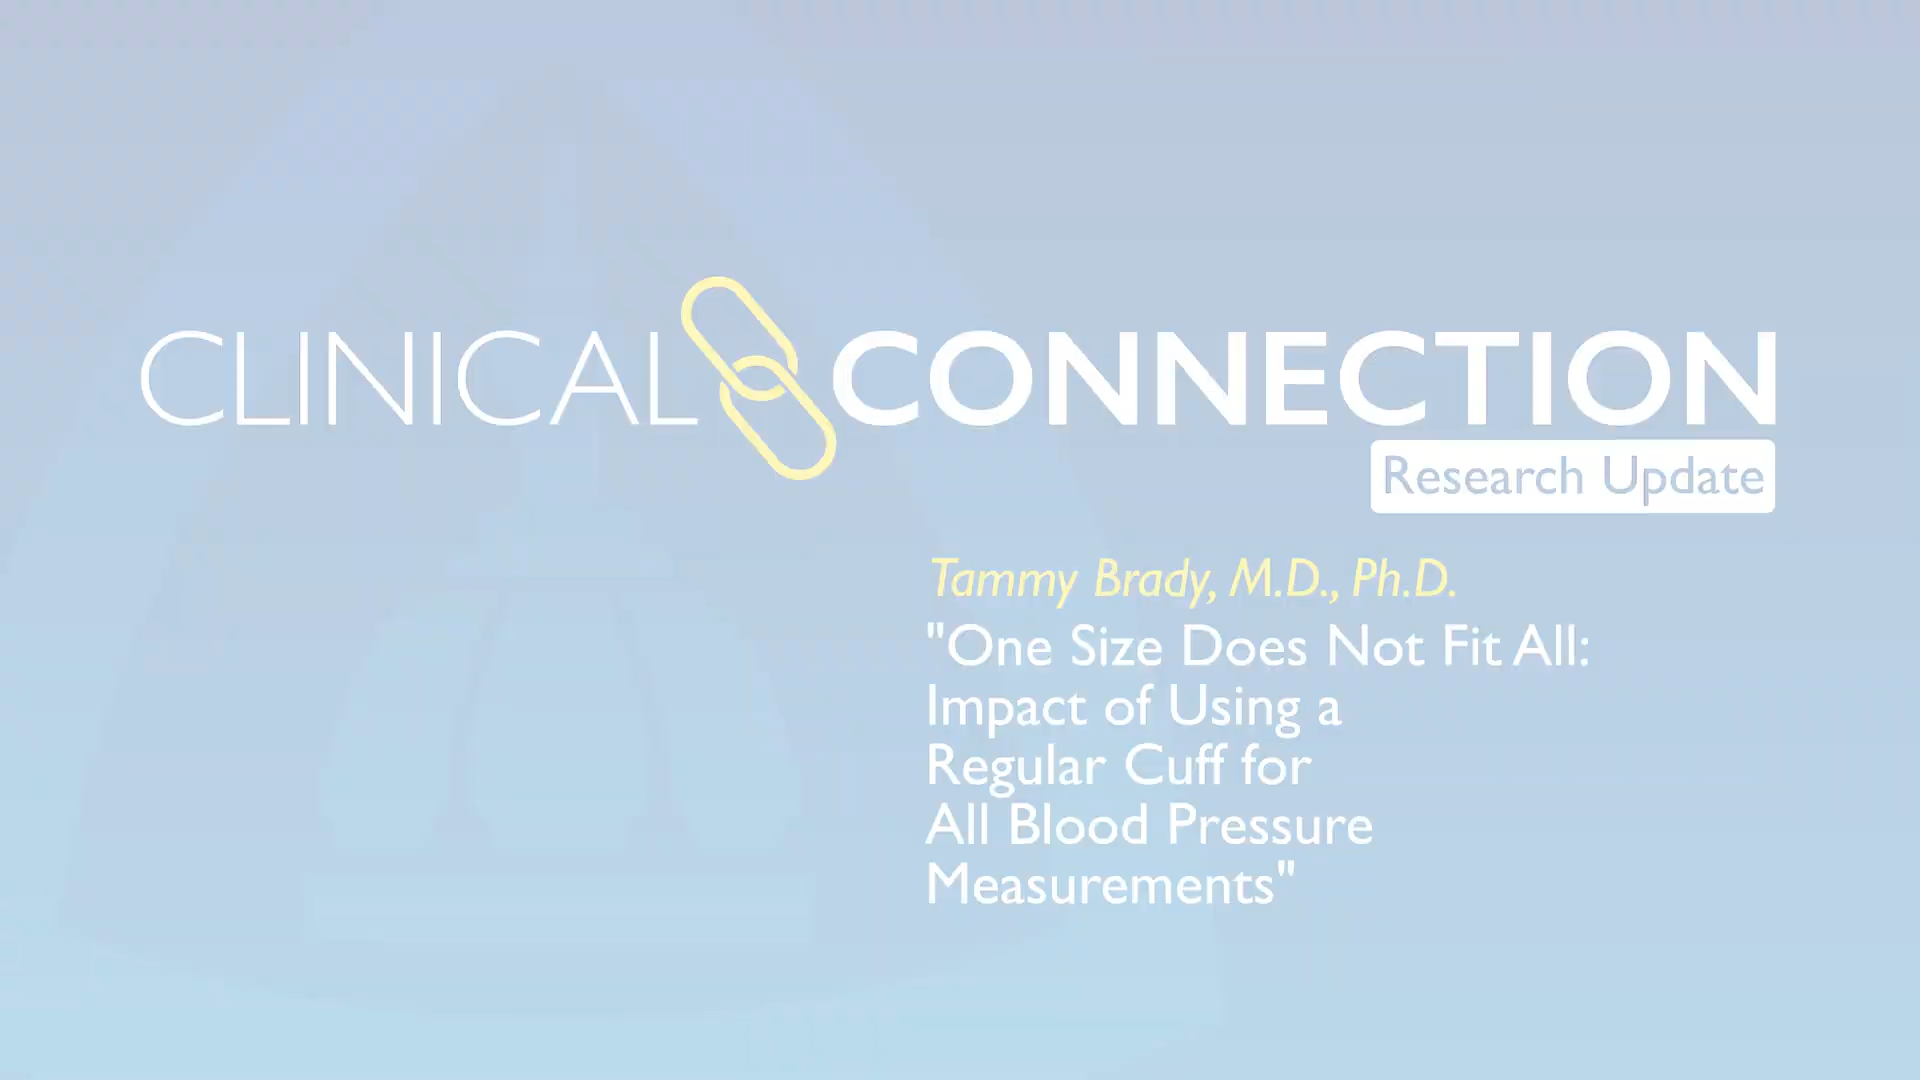 CLINICAL CONNECTION
Research Update
Tammy Brady, M.D., Ph.D.
"One Size Does Not Fit All:
Impact of Using a
Regular Cuff for
All Blood Pressure
Measurements"